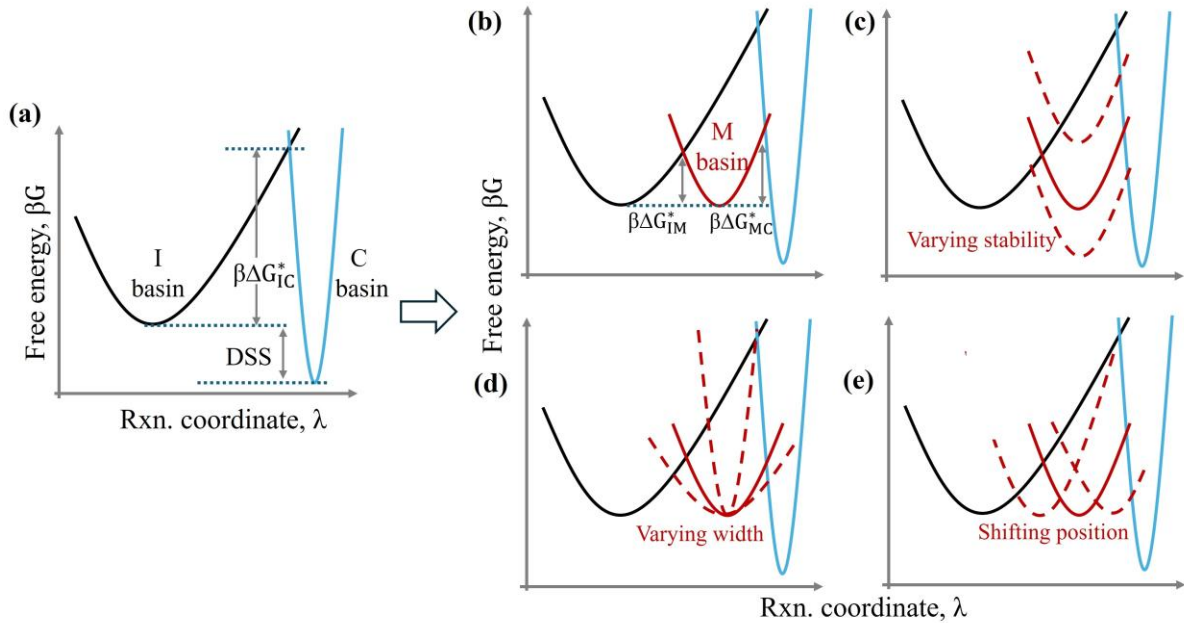 (a)
Free energy, βG
I
basin
βΔG*IC
C
basin
DSS
Rxn. coordinate, λ
(b)
Free energy, βG
M
basin
βΔG*IM
βΔG*MC
(c)
Varying stability
(d)
Varying width
(e)
Shifting position
Rxn. coordinate, λ